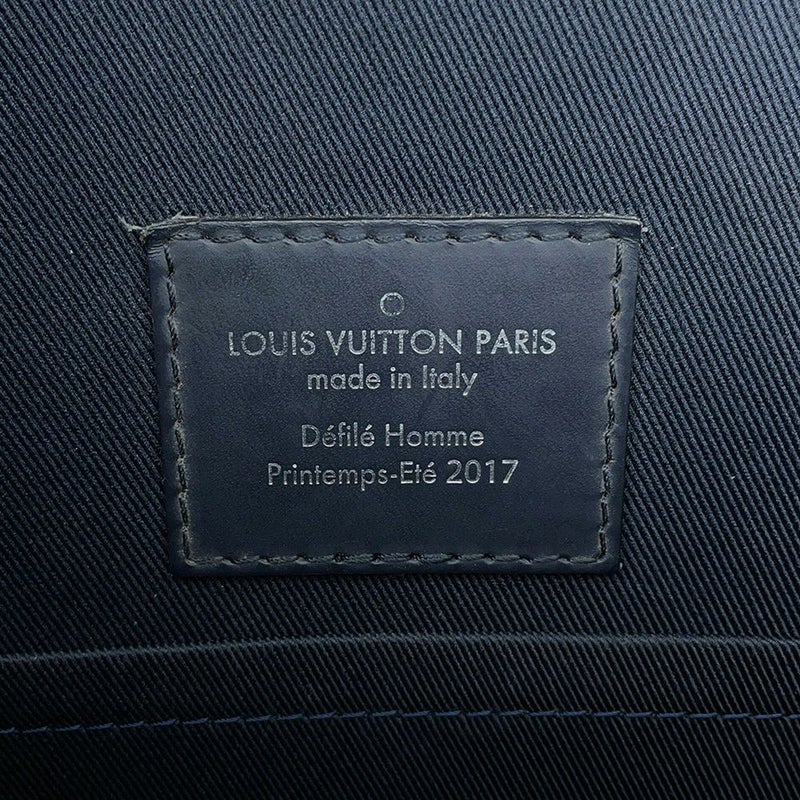 LOUIS VUITTON PARIS
made in Italy
Défilé Homme
Printemps-Eté 2017